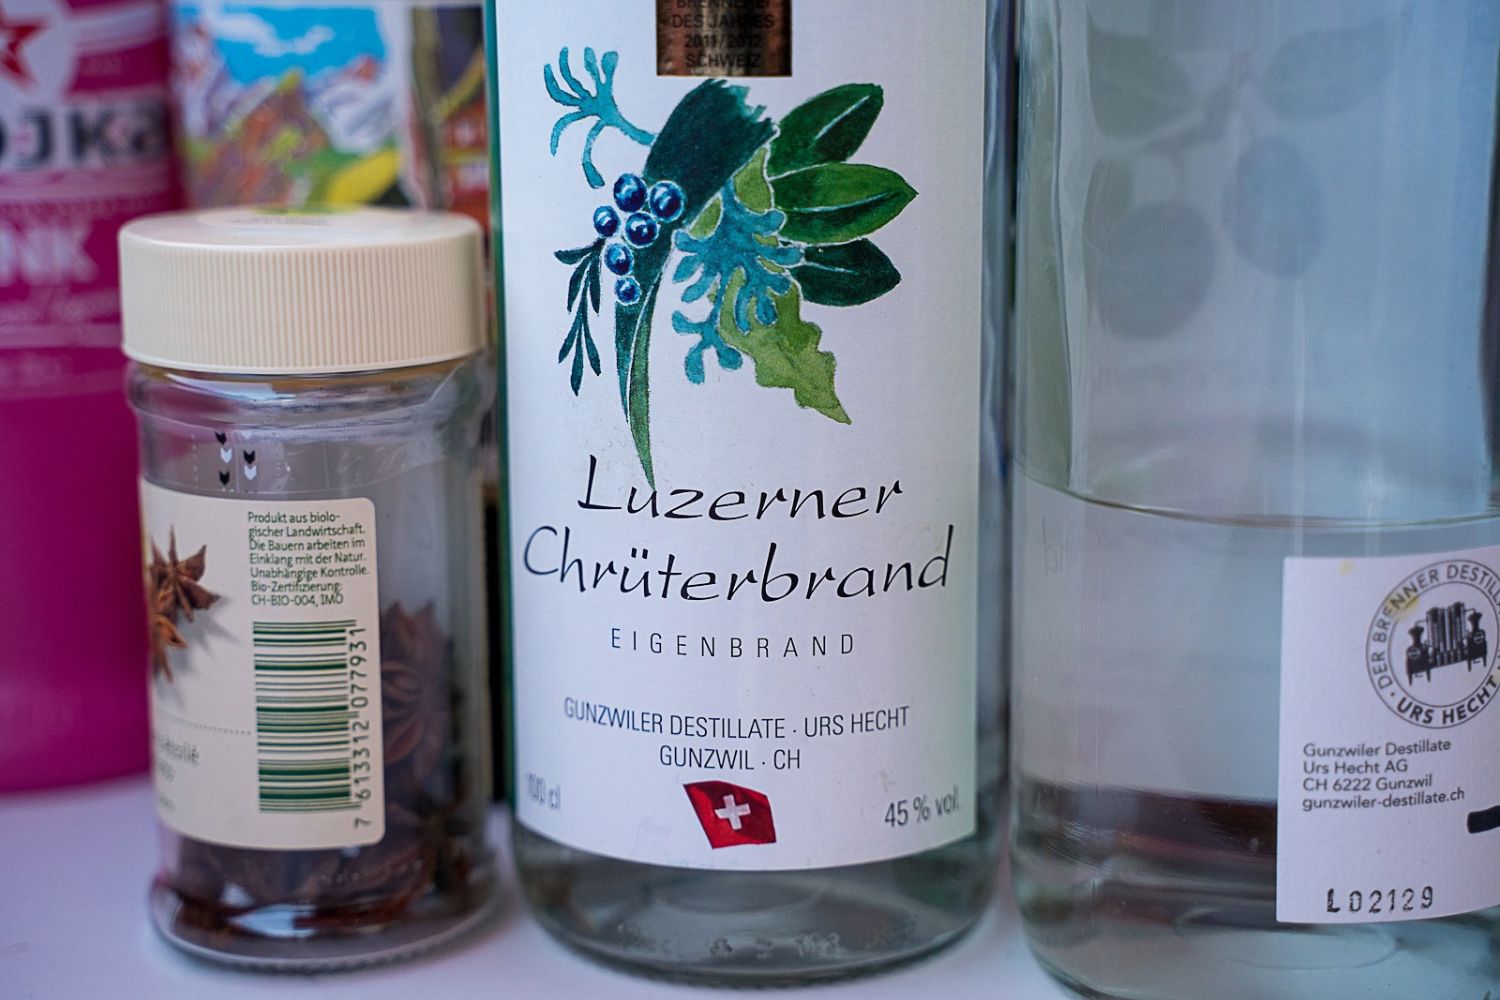 JKa
NK
Produkt aus biolo-
gischer Landwirtschaft.
Die Bauern arbeiten im
Einklang mit der Natur.
Unabhängige Kontrolle.
Bio-Zertifizierung:
CH-BIO-004, IMO
7 613312 077931
BRENNEREI
DES JAHRES
2011/2012
SCHWEIZ
Luzerner
Chrüterbrand
EIGENBRAND
GUNZWILER DESTILLATE · URS HECHT
GUNZWIL · CH
100 cl
45 % vol.
DER BRENNER DESTILL
· URS HECHT ·
Gunzwiler Destillate
Urs Hecht AG
CH 6222 Gunzwil
gunzwiler-destillate.ch
L02129